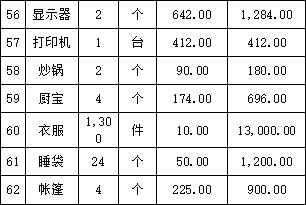 56 显示器 2 个 642.00 1,284.00
57 打印机 1 台 412.00 412.00
58 炒锅 2 个 90.00 180.00
59 厨宝 4 个 174.00 696.00
60 衣服 1,300 件 10.00 13,000.00
61 睡袋 24 个 50.00 1,200.00
62 帐篷 4 个 225.00 900.00